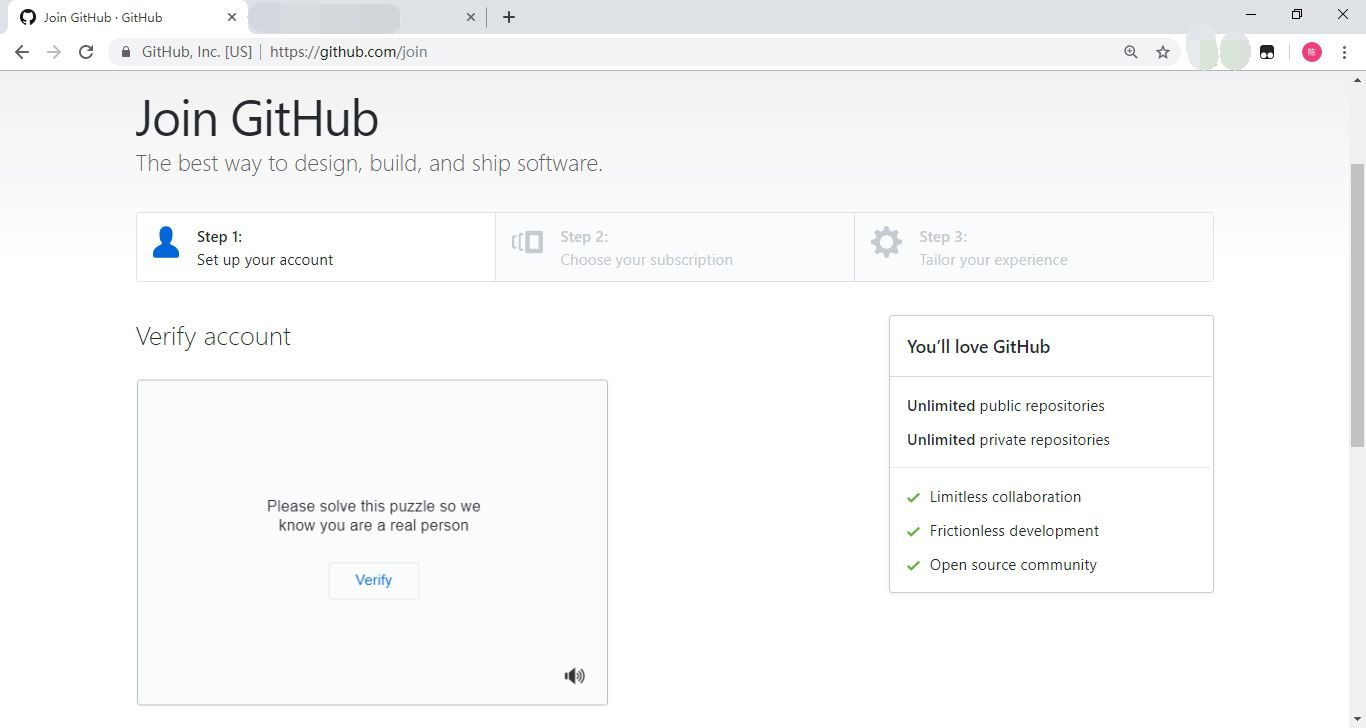 Join GitHub · GitHub
GitHub, Inc. [US] | https://github.com/join
陈
Join GitHub
The best way to design, build, and ship software.
Step 1:
Set up your account
Step 2:
Choose your subscription
Step 3:
Tailor your experience
Verify account
Please solve this puzzle so we
know you are a real person
Verify
You'll love GitHub
Unlimited public repositories
Unlimited private repositories
Limitless collaboration
Frictionless development
Open source community